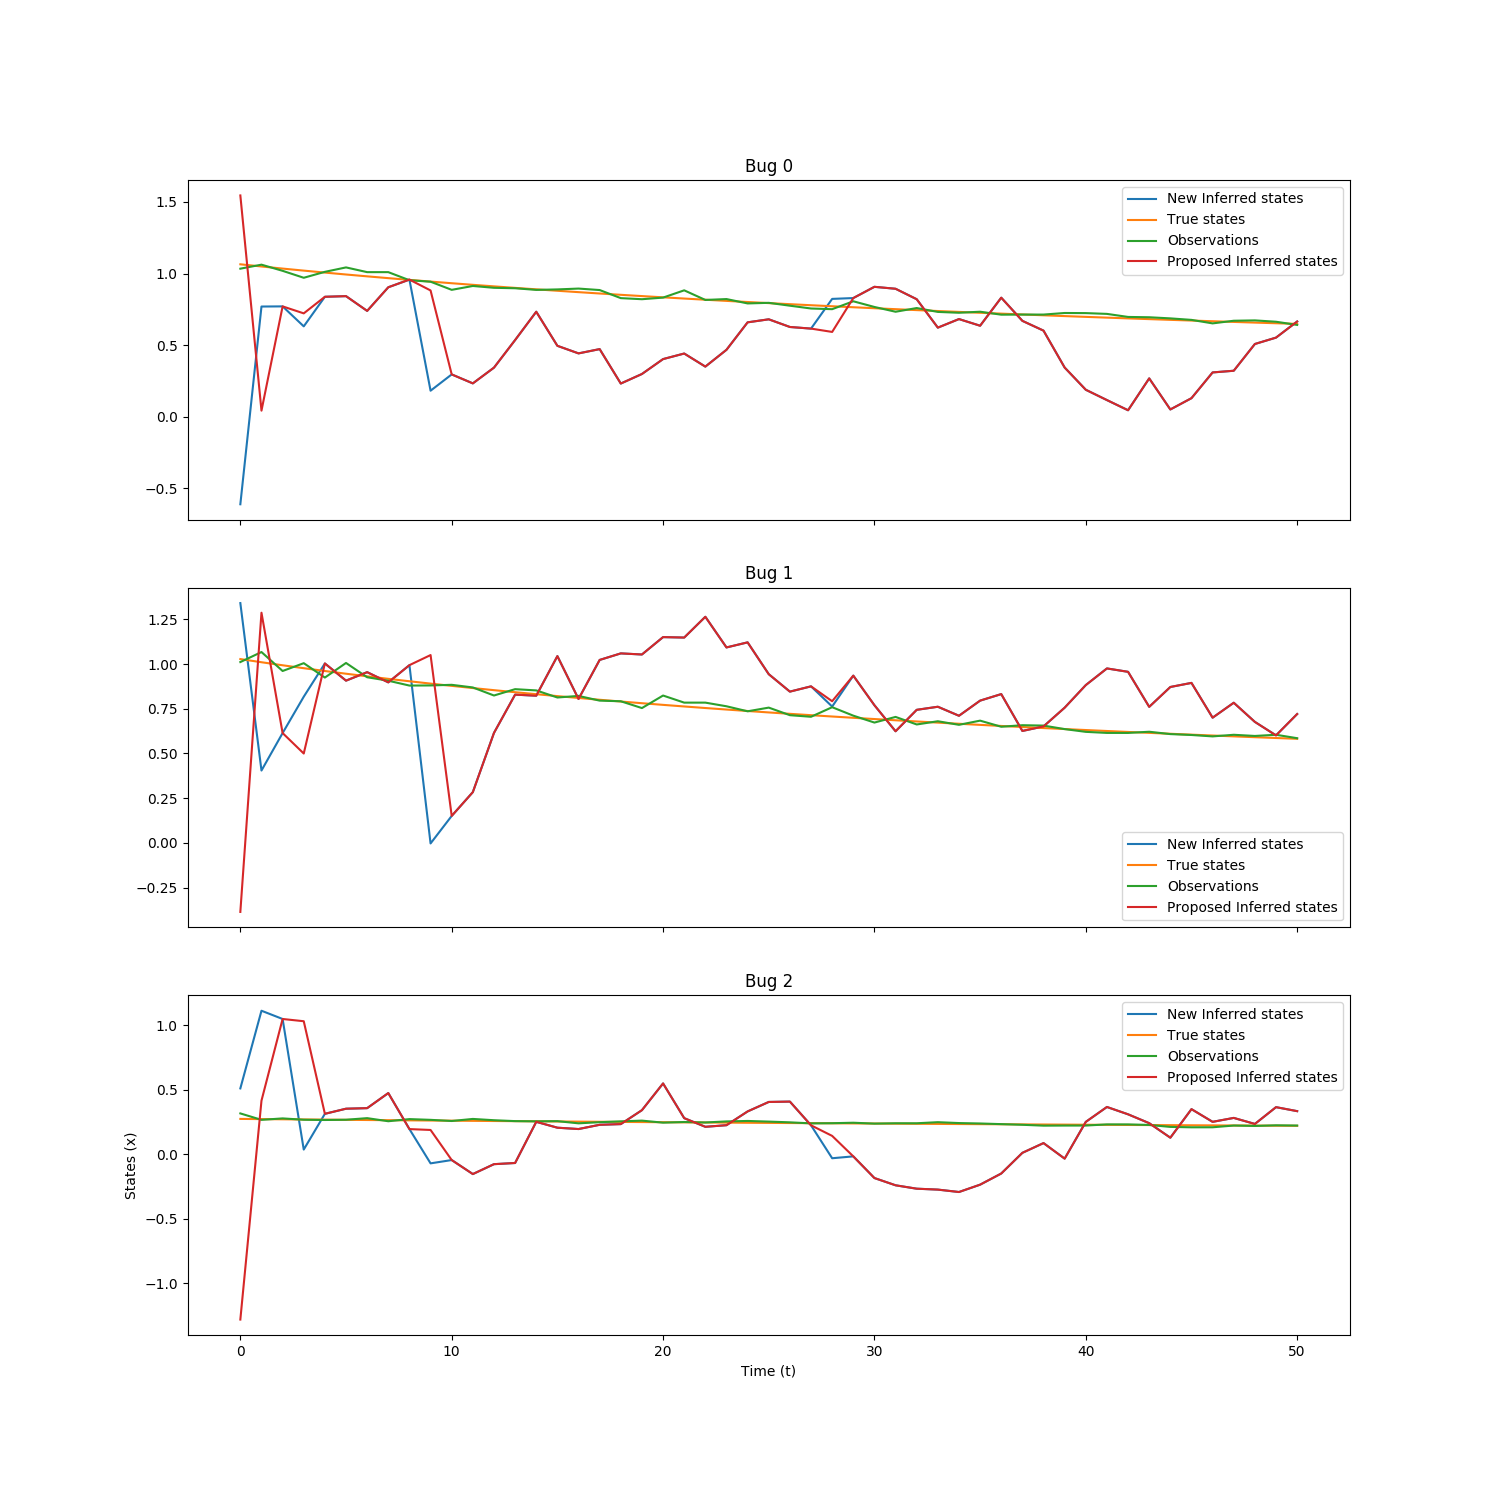 Bug 0
1.5
1.0
0.5
0.0
−0.5
New Inferred states
True states
Observations
Proposed Inferred states
Bug 1
1.25
1.00
0.75
0.50
0.25
0.00
−0.25
New Inferred states
True states
Observations
Proposed Inferred states
Bug 2
1.0
0.5
0.0
−0.5
−1.0
States (x)
New Inferred states
True states
Observations
Proposed Inferred states
0 10 20 30 40 50
Time (t)